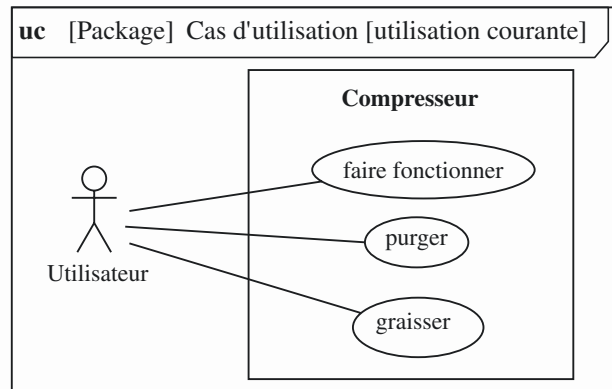 uc [Package] Cas d'utilisation [utilisation courante]
Compresseur
faire fonctionner
purger
Utilisateur
graisser